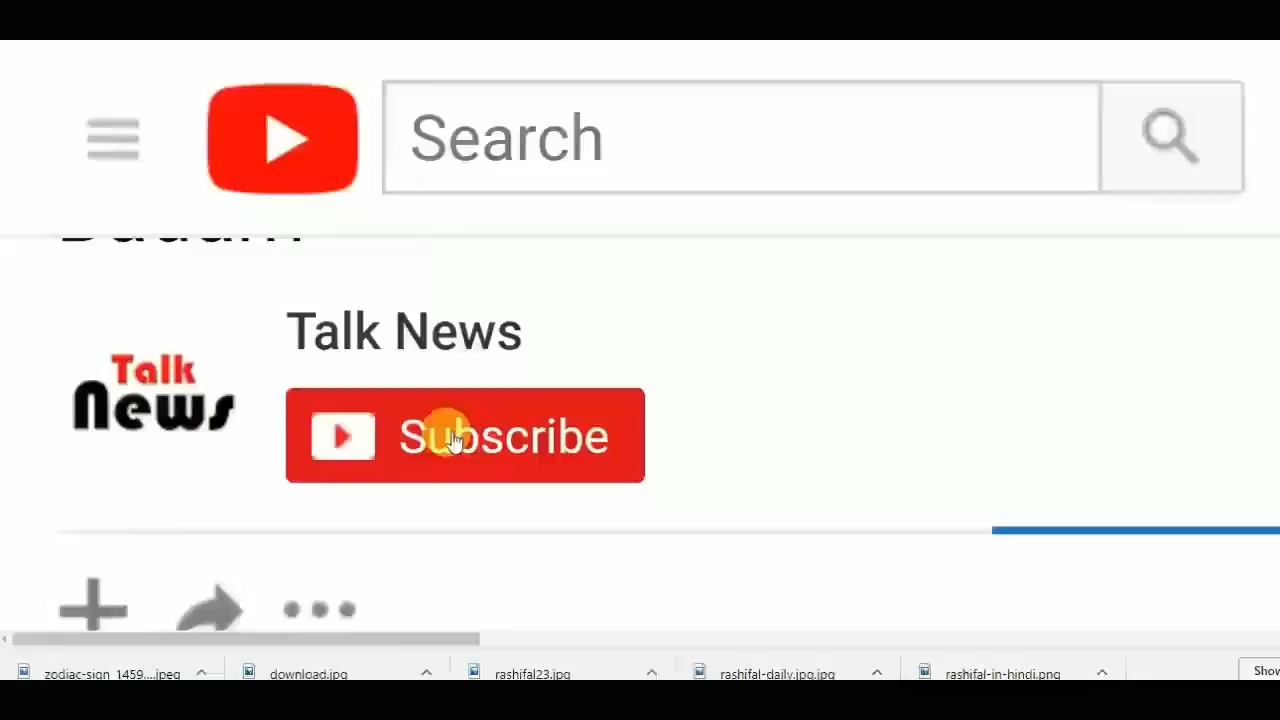 Search
Talk News
Talk
News
Subscribe
zodiac-sign_1459....jpeg
download.jpg
rashifal23.jpg
rashifal-daily.jpg.jpg
rashifal-in-hindi.png